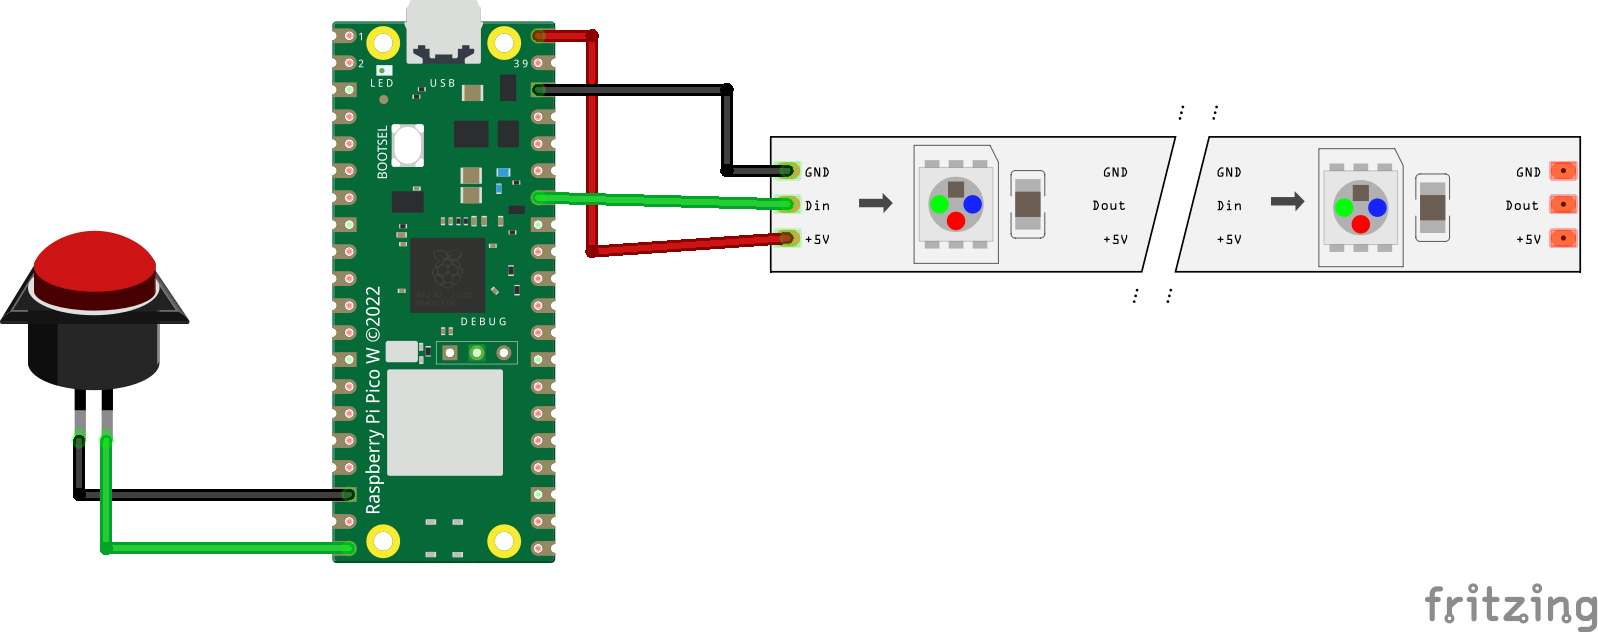 1
2
39
LED
USB
BOOTSEL
DEBUG
Raspberry Pi Pico W ©2022
GND
Din
+5V
GND
Dout
+5V
GND
Din
+5V
GND
Dout
+5V
fritzing